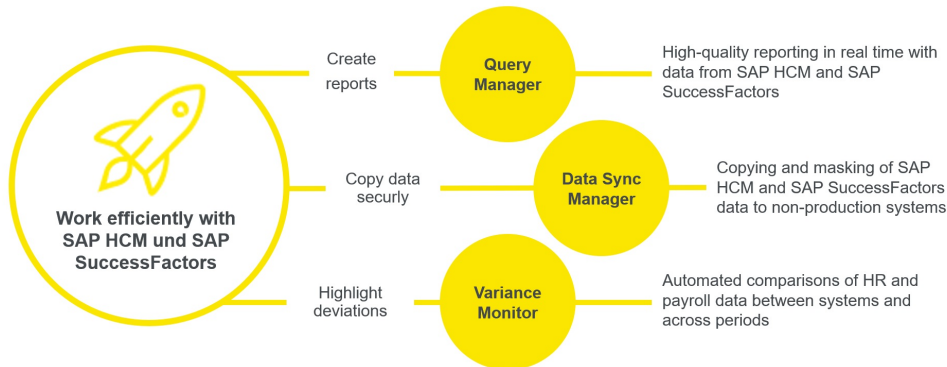 Work efficiently with
SAP HCM und SAP
SuccessFactors
Create
reports
Query
Manager
High-quality reporting in real time with
data from SAP HCM and SAP
SuccessFactors
Copy data
securly
Data Sync
Manager
Copying and masking of SAP
HCM and SAP SuccessFactors
data to non-production systems
Highlight
deviations
Variance
Monitor
Automated comparisons of HR and
payroll data between systems and
across periods